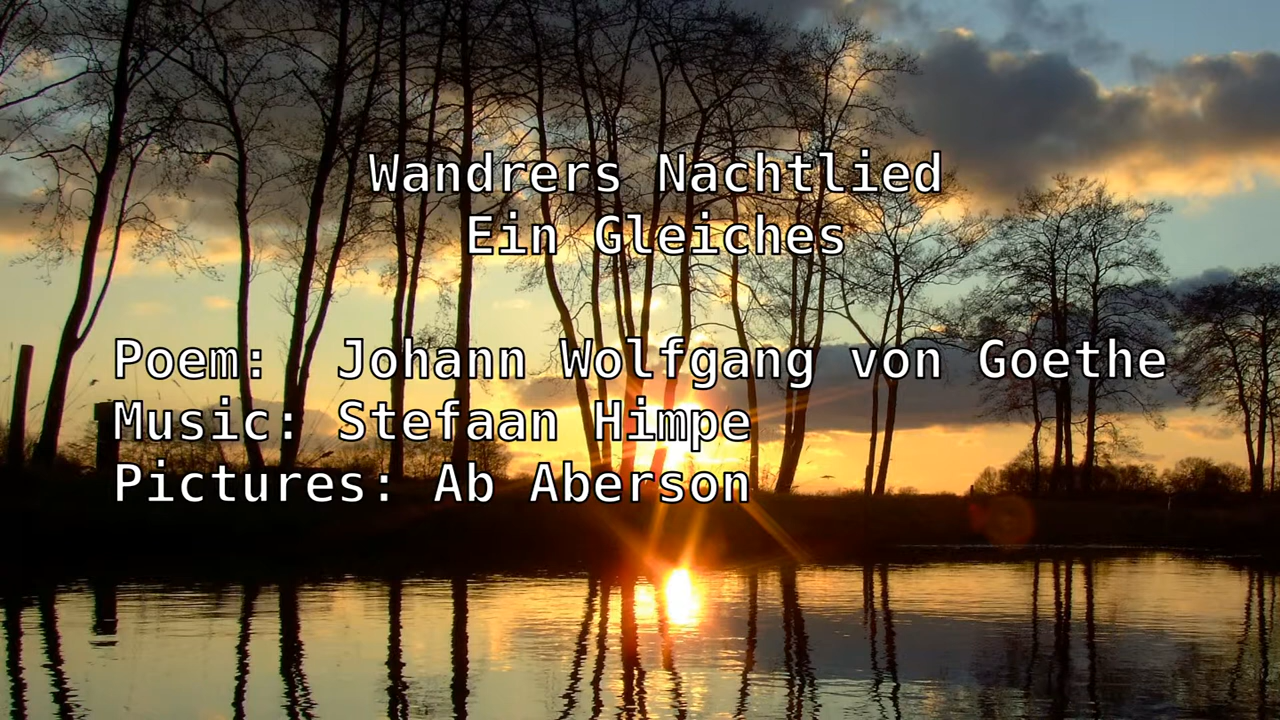 Wandrers Nachtlied
Ein Gleiches
Poem: Johann Wolfgang von Goethe
Music: Stefaan Himpe
Pictures: Ab Aberson